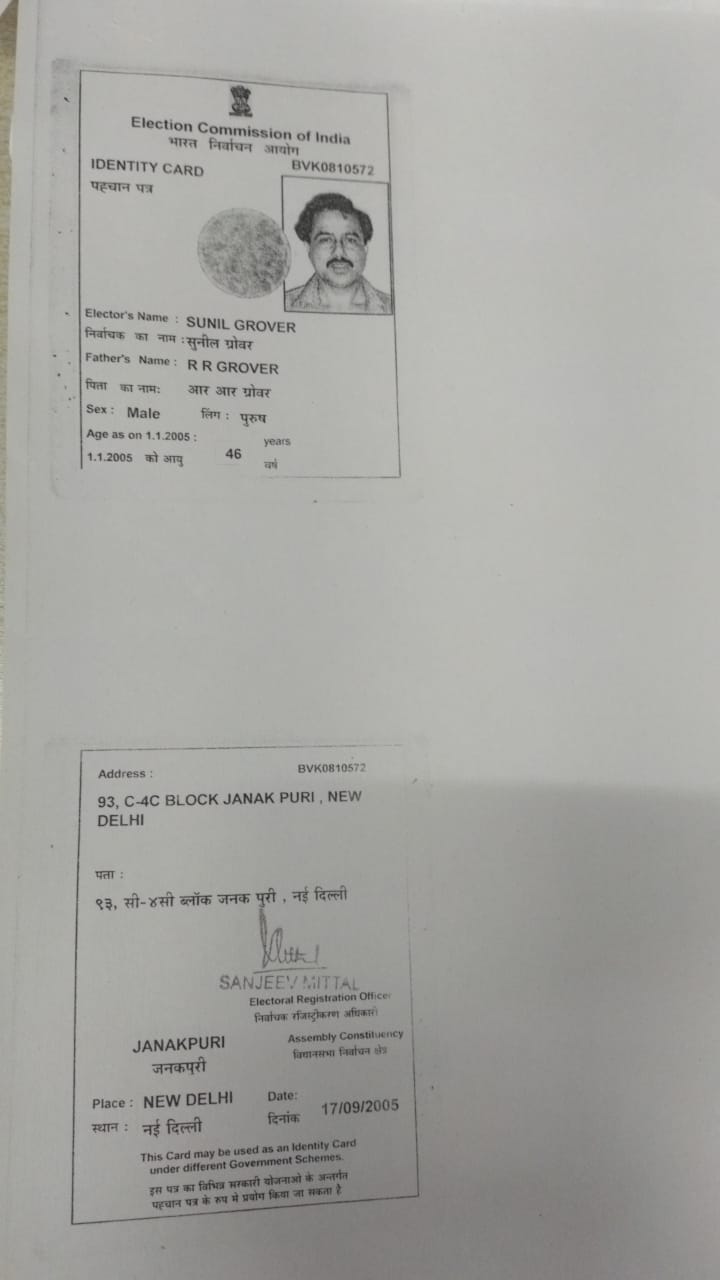 Election Commission of India
भारत निर्वाचन आयोग
IDENTITY CARD BVK0810572
पहचान पत्र
Elector's Name : SUNIL GROVER
निर्वाचक का नाम : सुनील ग्रोवर
Father's Name : R R GROVER
पिता का नामः आर आर ग्रोवर
Sex : Male लिंग : पुरुष
Age as on 1.1.2005 : years
1.1.2005 को आयु 46 वर्ष
Address : BVK0810572
93, C-4C BLOCK JANAK PURI , NEW
DELHI
पता :
९३, सी-४सी ब्लॉक जनक पुरी , नई दिल्ली
SANJEEV MITTAL
Electoral Registration Officer
निर्वाचक रजिस्ट्रीकरण अधिकारी
JANAKPURI Assembly Constituency
जनकपुरी विधानसभा निर्वाचन क्षेत्र
Place : NEW DELHI Date:
स्थान : नई दिल्ली दिनांक 17/09/2005
This Card may be used as an Identity Card
under different Government Schemes.
इस पत्र का विभिन्न सरकारी योजनाओ के अन्तर्गत
पहचान पत्र के रुप मे प्रयोग किया जा सकता है